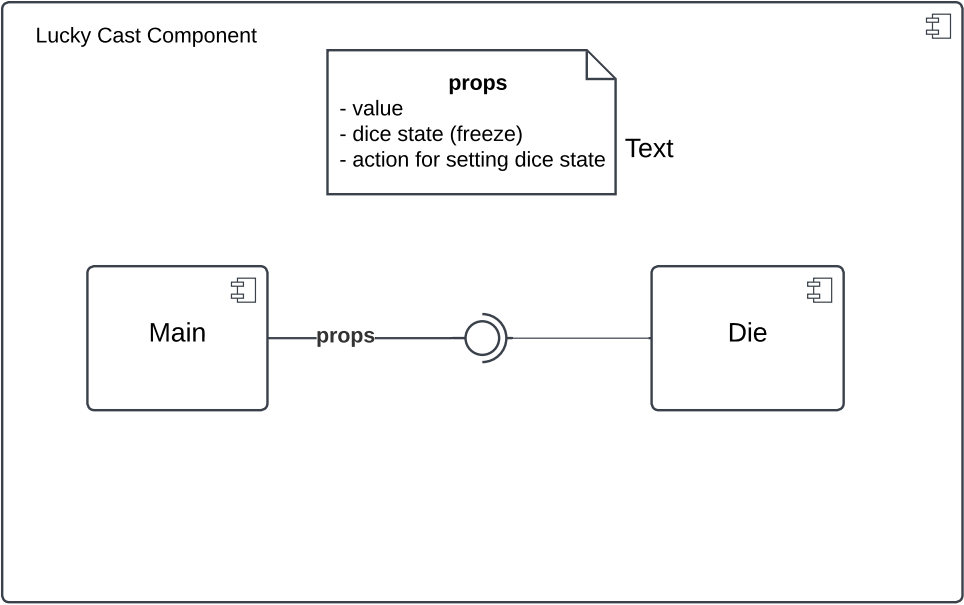 Lucky Cast Component
props
- value
- dice state (freeze)
- action for setting dice state
Text
Main
props
Die